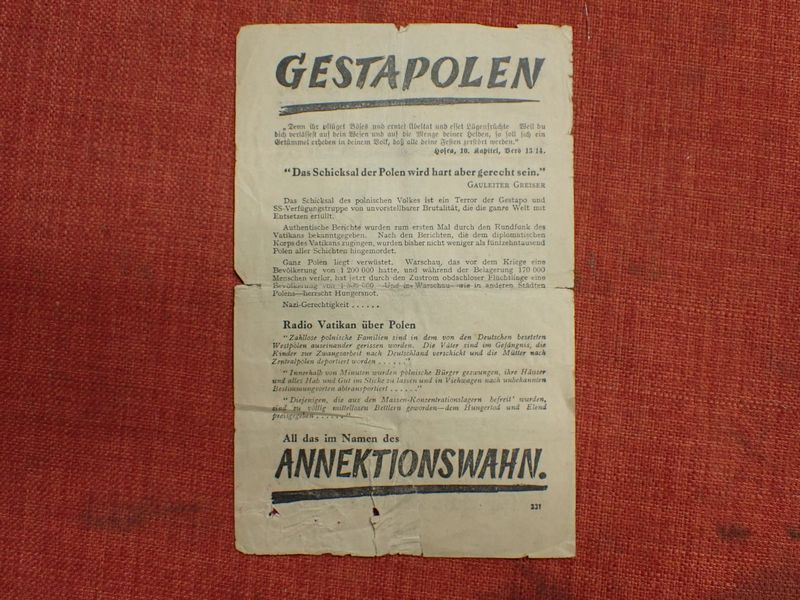 GESTAPOLEN
„Denn ihr pflüget Böses und erntet Übeltat und esset Lügenfrüchte Weil du
dich verlässest auf dein Wesen und auf die Menge deiner Helden, so soll sich ein
Getümmel erheben in deinem Volk, daß alle deine Festen zerstört werden."
Hosea, 10. Kapitel, Vers 13/14.
"Das Schicksal der Polen wird hart aber gerecht sein."
GAULEITER GREISER
Das Schicksal des polnischen Volkes ist ein Terror der Gestapo und
SS-Verfügungstruppe von unvorstellbarer Brutalität, die die ganze Welt mit
Entsetzen erfüllt.
Authentische Berichte wurden zum ersten Mal durch den Rundfunk des
Vatikans bekanntgegeben. Nach den Berichten, die dem diplomatischen
Korps des Vatikans zugingen, wurden bisher nicht weniger als fünfzehntausend
Polen aller Schichten hingemordet.
Ganz Polen liegt verwüstet. Warschau, das vor dem Kriege eine
Bevölkerung von 1 200 000 hatte, und während der Belagerung 170 000
Menschen verlor, hat jetzt durch den Zustrom obdachloser Flüchtlinge eine
Bevölkerung von 1 500 000 Und in Warschau—wie in anderen Städten
Polens—herrscht Hungersnot.
Nazi-Gerechtigkeit . . . . . .
Radio Vatikan über Polen
"Zahllose polnische Familien sind in dem von den Deutschen besetzten
Westpolen auseinander gerissen worden. Die Väter sind im Gefängnis, die
Kinder zur Zwangsarbeit nach Deutschland verschickt und die Mütter nach
Zentralpolen deportiert worden . . . . . ."
"Innerhalb von Minuten wurden polnische Bürger gezwungen, ihre Häuser
und alles Hab und Gut im Stiche zu lassen und in Viehwagen nach unbekannten
Bestimmungsorten abtransportiert . . . . . ."
"Diejenigen, die aus den Massen-Konzentrationslagern 'befreit' wurden,
sind zu völlig mittellosen Bettlern geworden—dem Hungertod und Elend
preisgegeben . . . . . ."
All das im Namen des
ANNEKTIONSWAHN.
331